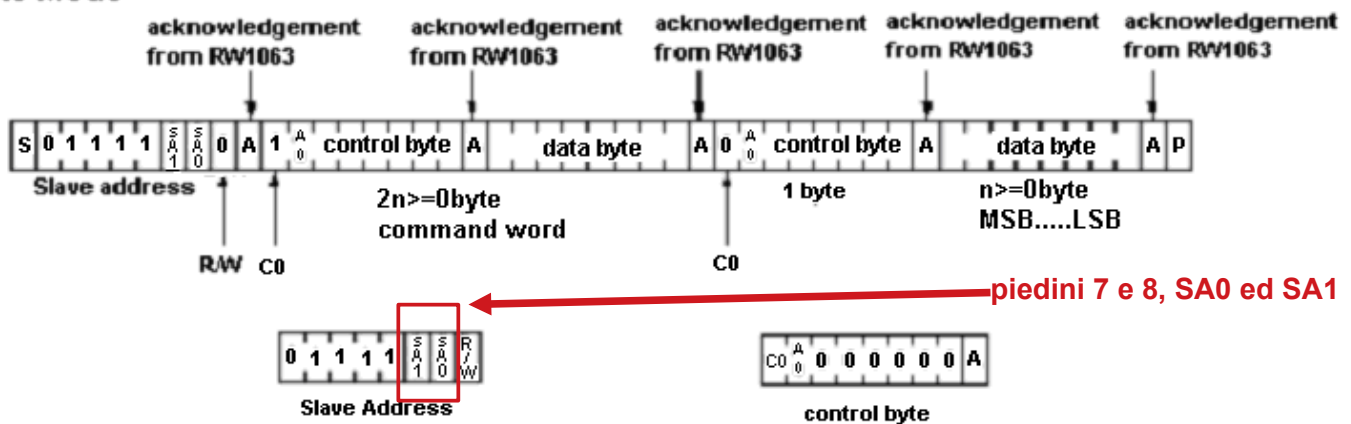 acknowledgement acknowledgement acknowledgement acknowledgement acknowledgement
from RW1063 from RW1063 from RW1063 from RW1063 from RW1063
S 0 1 1 1 1 SA1 SA0 0 A 1 A0 control byte A data byte A 0 A0 control byte A data byte A P
Slave address
2n>=0byte 1 byte n>=0byte
command word MSB.....LSB
R/W C0 C0
piedini 7 e 8, SA0 ed SA1
0 1 1 1 1 SA1 SA0 R/W C0 A0 0 0 0 0 0 0 A
Slave Address control byte